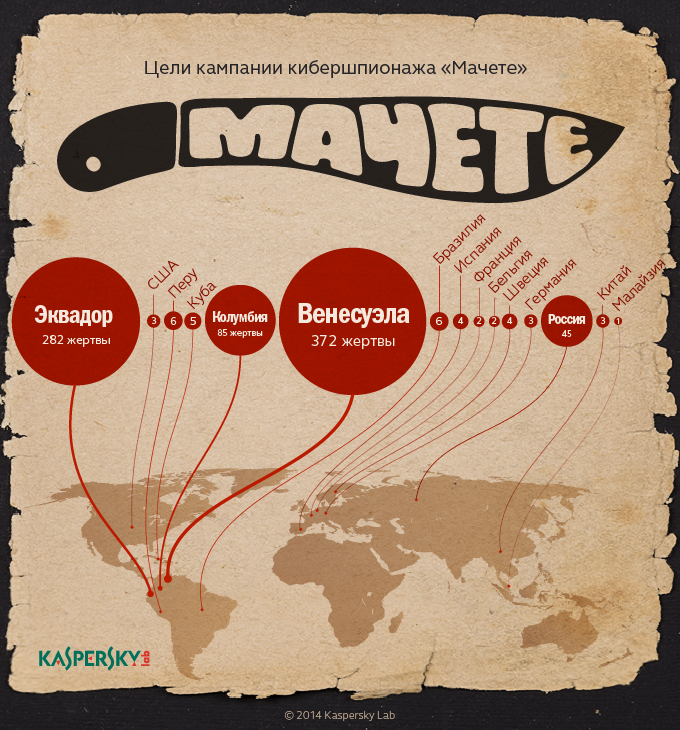 Цели кампании кибершпионажа «Мачете»
МАЧЕТЕ
Эквадор
282 жертвы
США
3
Перу
6
Куба
5
Колумбия
85 жертвы
Венесуэла
372 жертвы
Бразилия
6
Испания
4
Франция
2
Бельгия
2
Швеция
4
Германия
3
Россия
45
Китай
3
Малайзия
1
KASPERSKY lab
© 2014 Kaspersky Lab